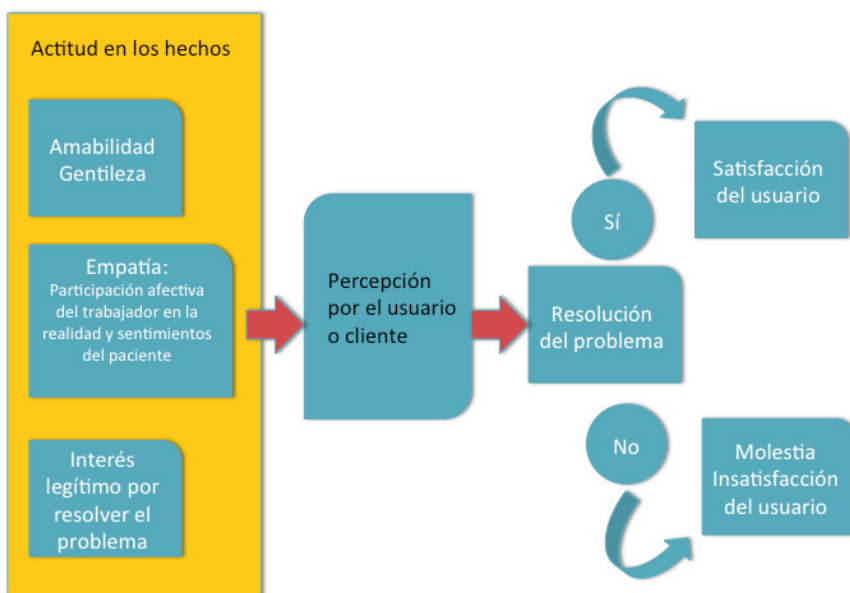 Actitud en los hechos
Amabilidad
Gentileza
Empatía:
Participación afectiva
del trabajador en la
realidad y sentimientos
del paciente
Interés
legítimo por
resolver el
problema
Percepción
por el usuario
o cliente
Sí
Resolución
del problema
No
Satisfacción
del usuario
Molestia
Insatisfacción
del usuario